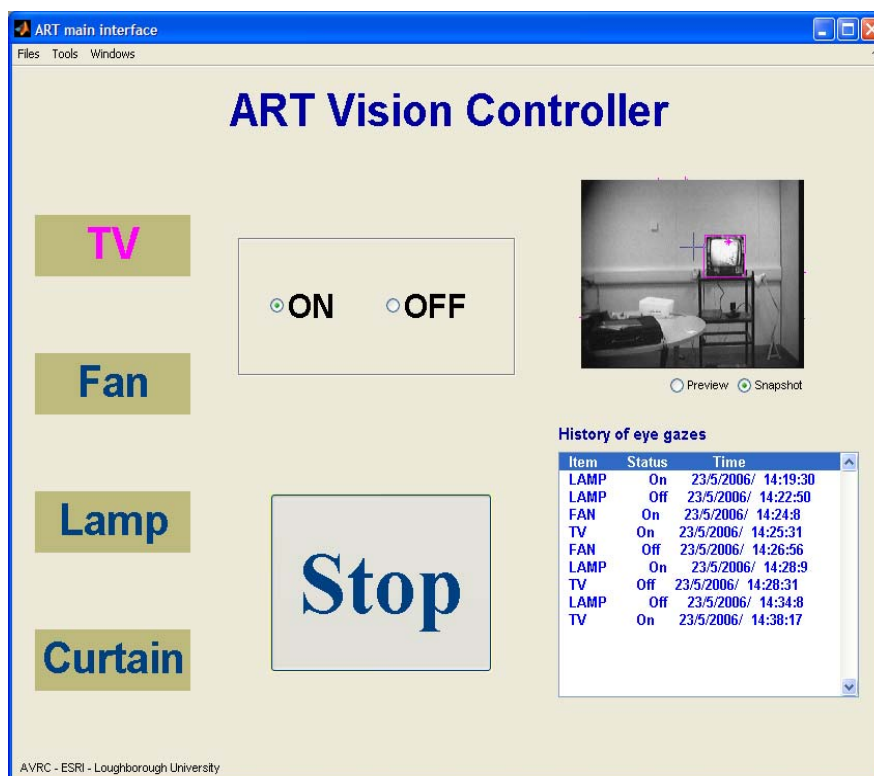 ART main interface
Files Tools Windows
ART Vision Controller
TV
Fan
Lamp
Curtain
ON OFF
Stop
Preview Snapshot
History of eye gazes
Item Status Time
LAMP On 23/5/2006/ 14:19:30
LAMP Off 23/5/2006/ 14:22:50
FAN On 23/5/2006/ 14:24:8
TV On 23/5/2006/ 14:25:31
FAN Off 23/5/2006/ 14:26:56
LAMP On 23/5/2006/ 14:28:9
TV Off 23/5/2006/ 14:28:31
LAMP Off 23/5/2006/ 14:34:8
TV On 23/5/2006/ 14:38:17
AVRC - ESRI - Loughborough University